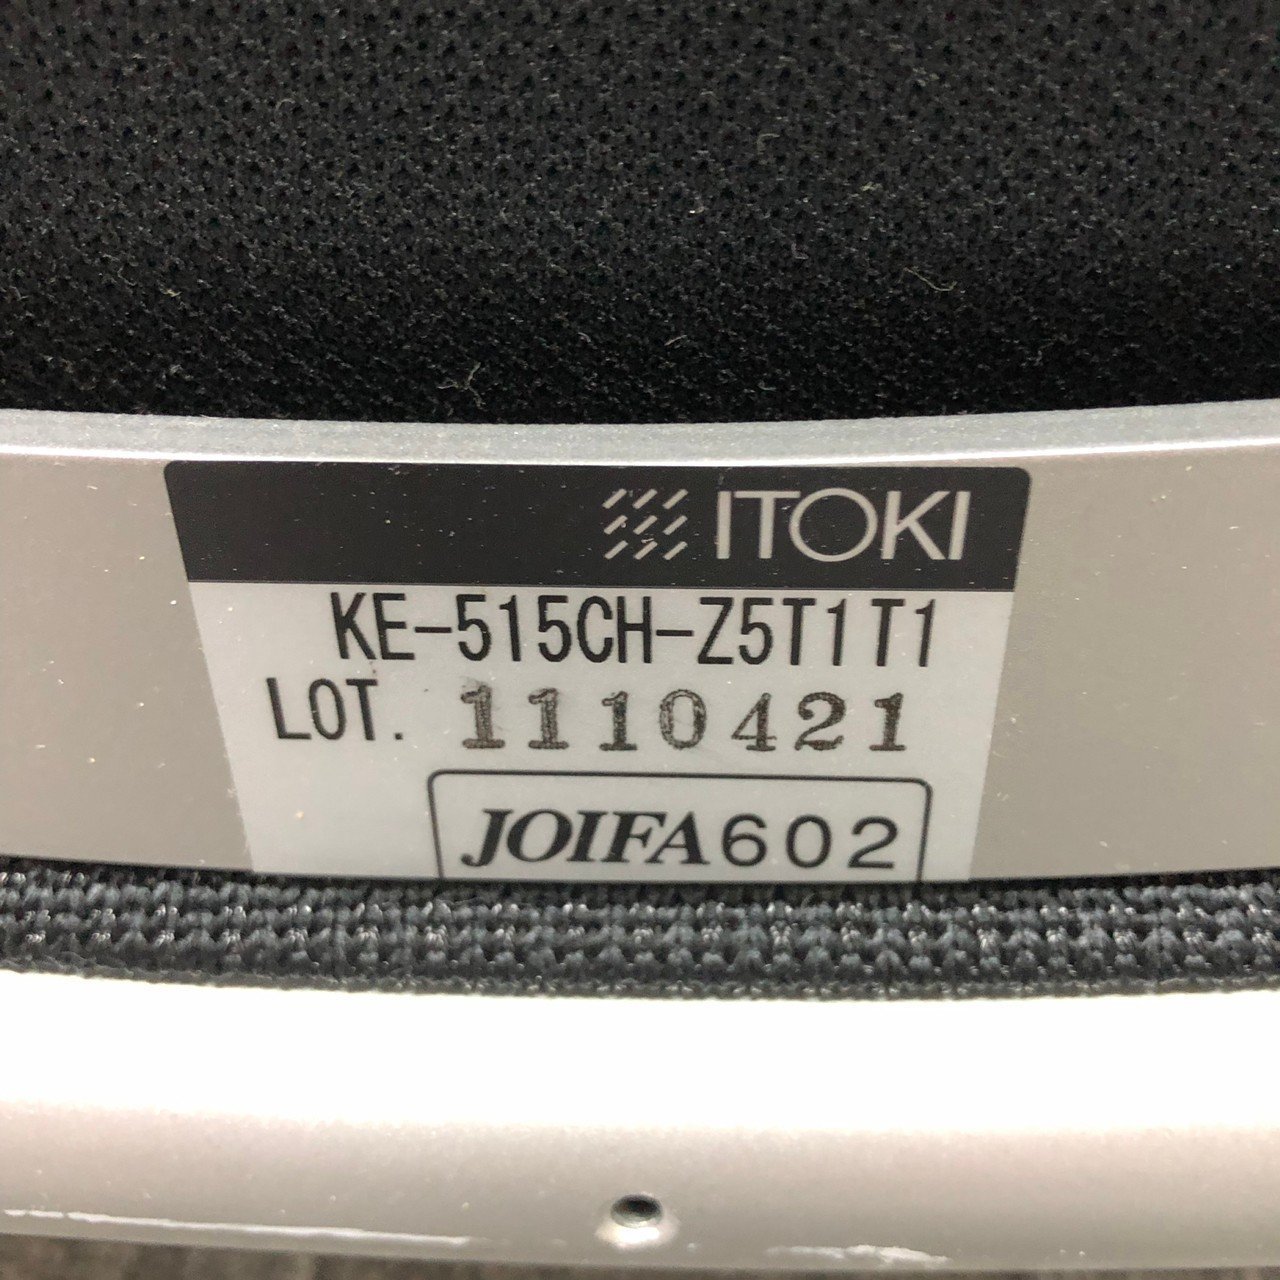 ITOKI
KE-515CH-Z5T1T1
LOT. 1110421
JOIFA602